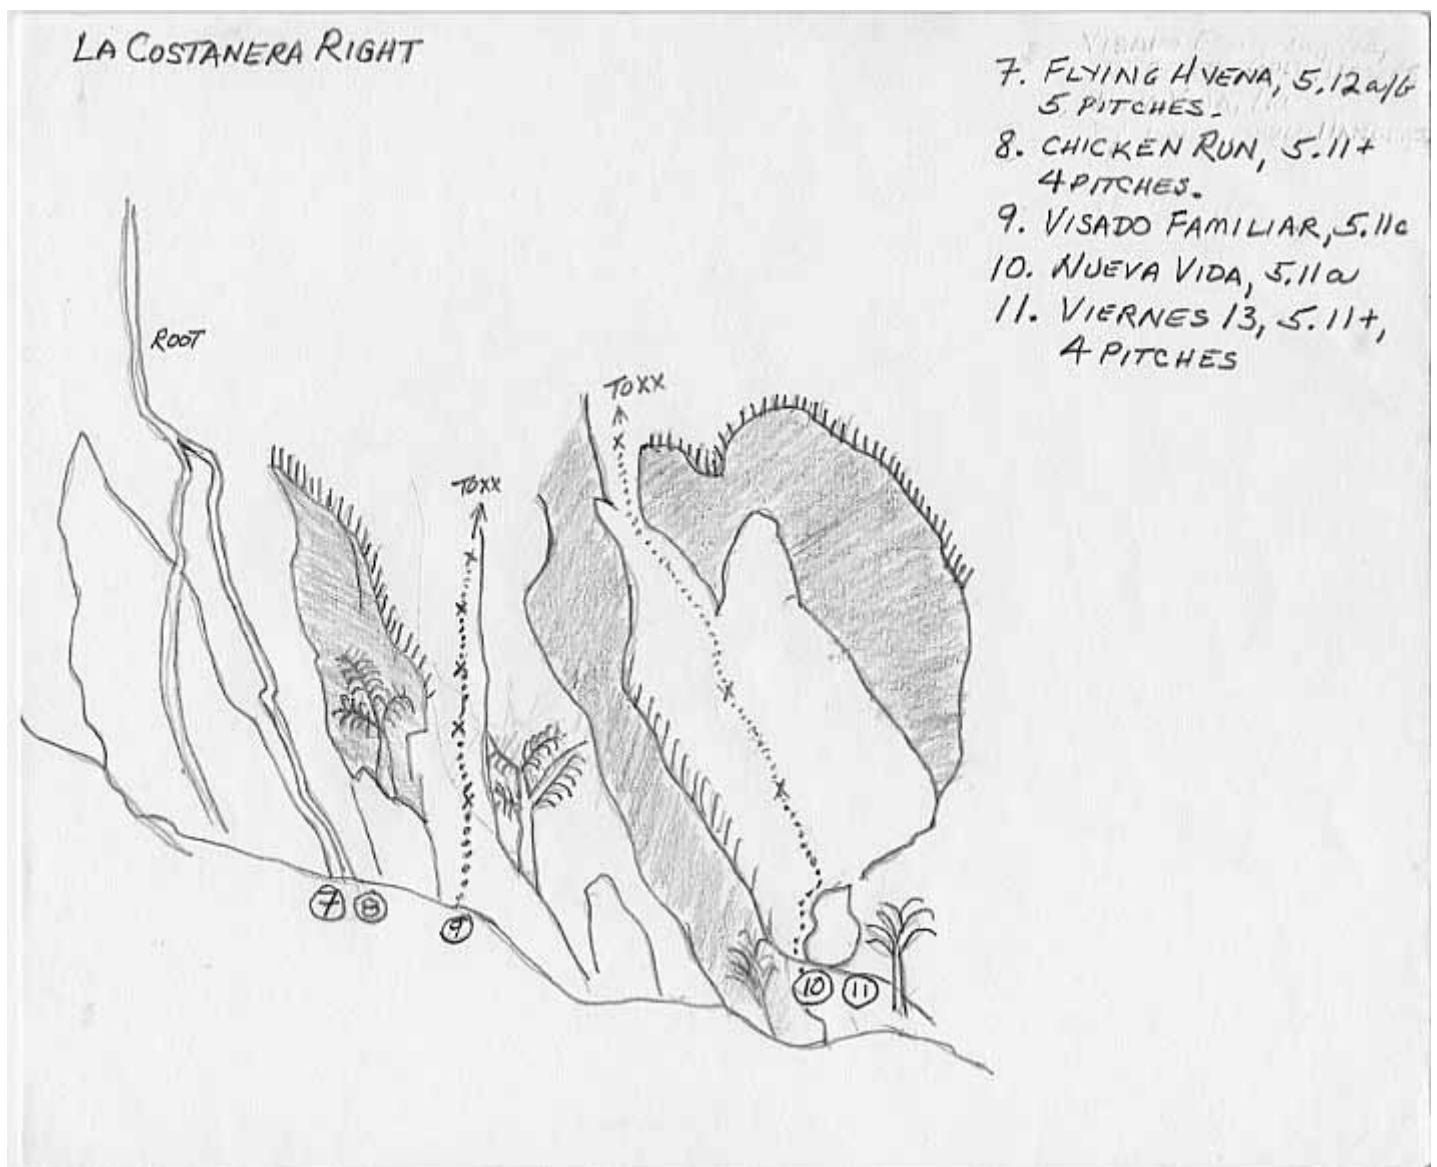 LA COSTANERA RIGHT
7. FLYING HYENA, 5.12a/b
5 PITCHES.
8. CHICKEN RUN, 5.11+
4 PITCHES.
9. VISADO FAMILIAR, 5.11c
10. NUEVA VIDA, 5.11a
11. VIERNES 13, 5.11+,
4 PITCHES
ROOT
TOXX
TOXX
7
8
9
10
11